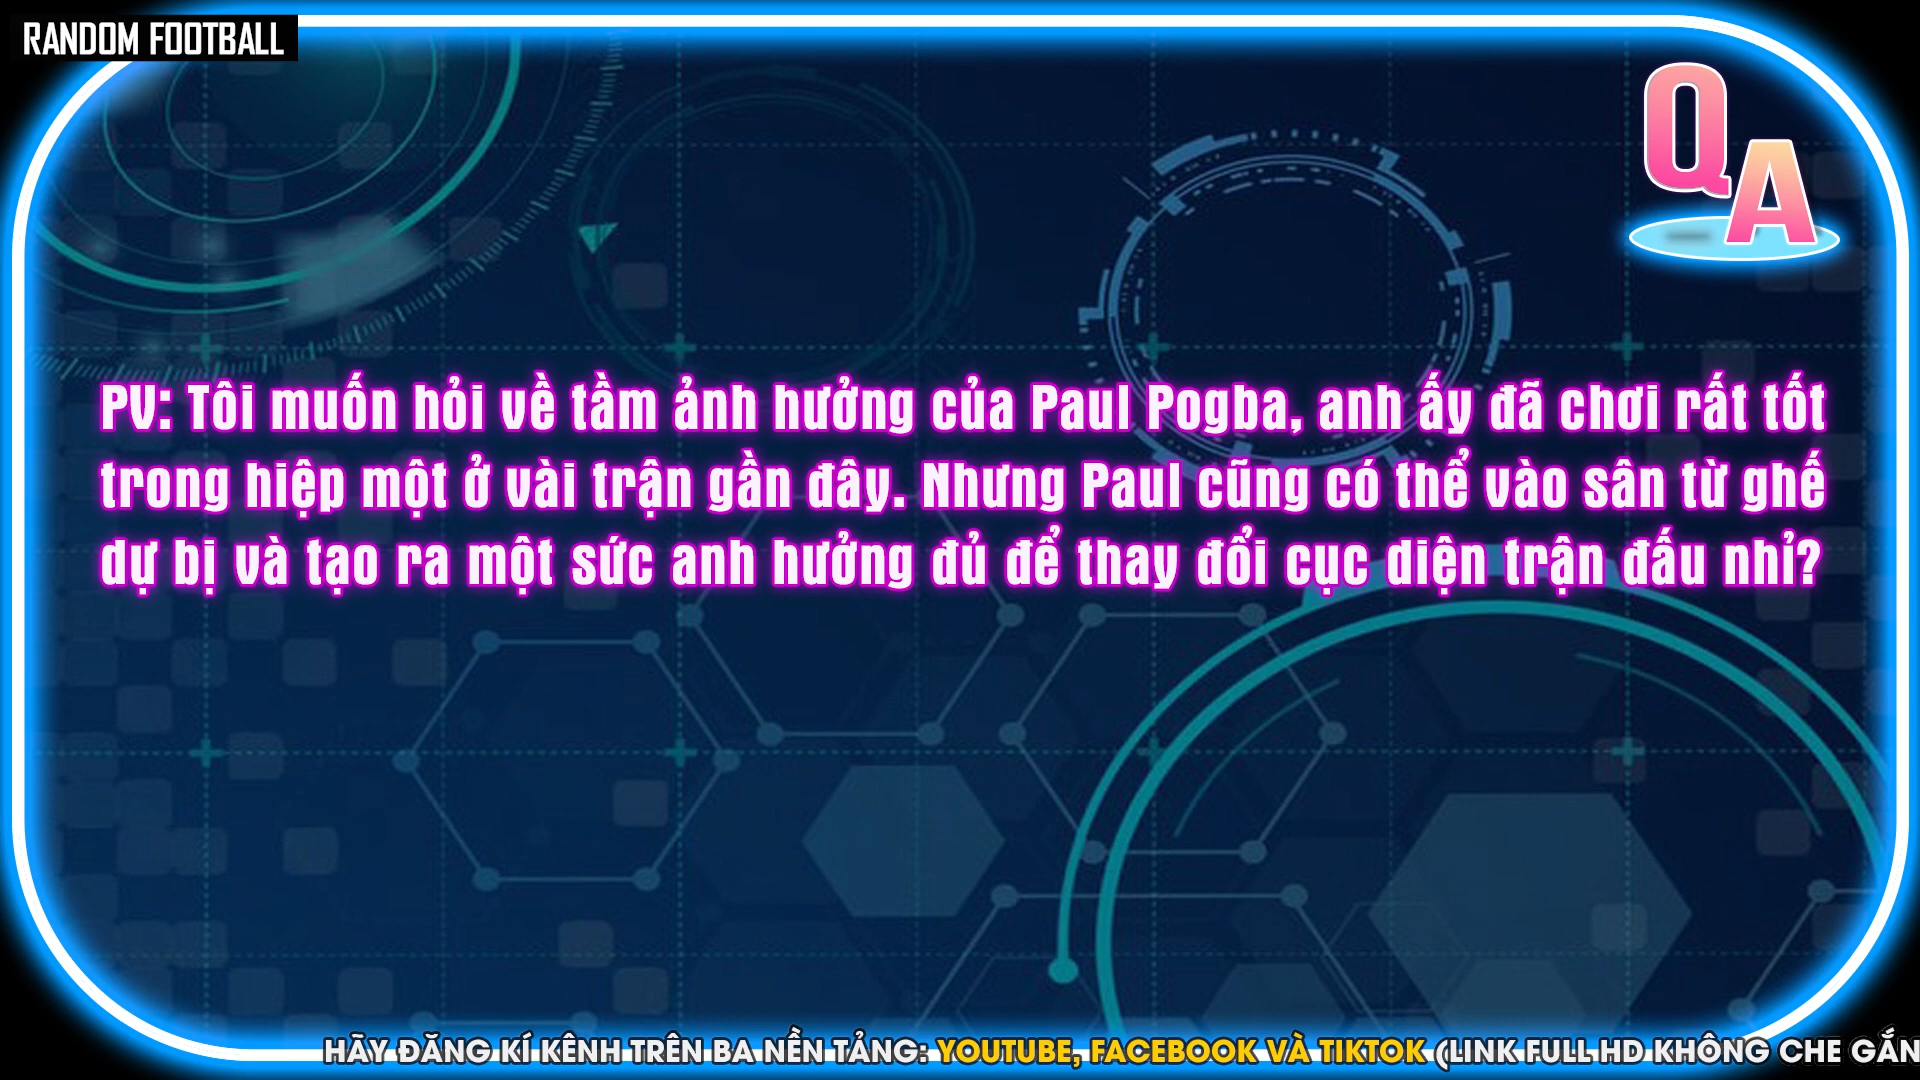 RANDOM FOOTBALL
QA
PV: Tôi muốn hỏi về tầm ảnh hưởng của Paul Pogba, anh ấy đã chơi rất tốt
trong hiệp một ở vài trận gần đây. Nhưng Paul cũng có thể vào sân từ ghế
dự bị và tạo ra một sức anh hưởng đủ để thay đổi cục diện trận đấu nhỉ?
HÃY ĐĂNG KÍ KÊNH TRÊN BA NỀN TẢNG: YOUTUBE, FACEBOOK VÀ TIKTOK (LINK FULL HD KHÔNG CHE GẮN